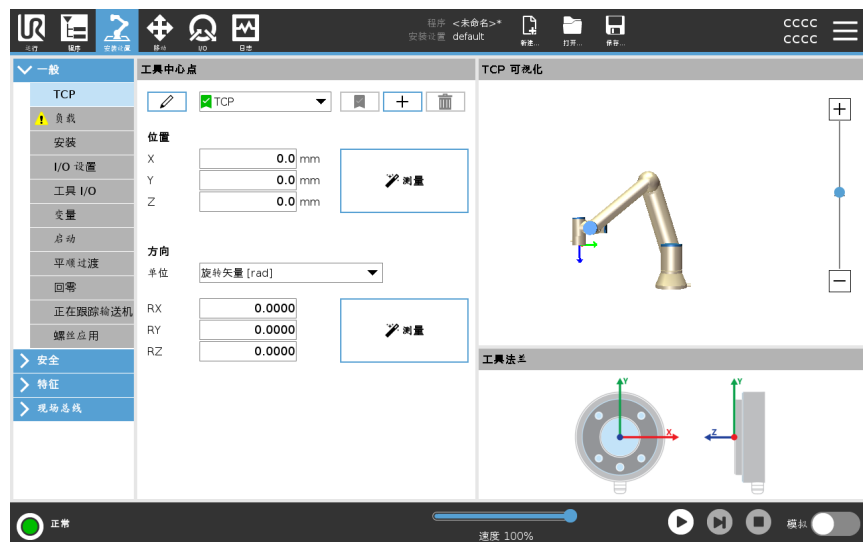 UR
运行
程序
安装设置
移动
I/O
日志
程序 <未命名>*
安装设置 default
新建...
打开...
保存...
cccc
cccc
一般
TCP
负载
安装
I/O 设置
工具 I/O
变量
启动
平顺过渡
回零
正在跟踪输送机
螺丝应用
安全
特征
现场总线
工具中心点
TCP
位置
X 0.0 mm
Y 0.0 mm
Z 0.0 mm
测量
方向
单位 旋转矢量 [rad]
RX 0.0000
RY 0.0000
RZ 0.0000
测量
TCP 可视化
工具法兰
Y
X
Y
Z
正常
速度 100%
模拟